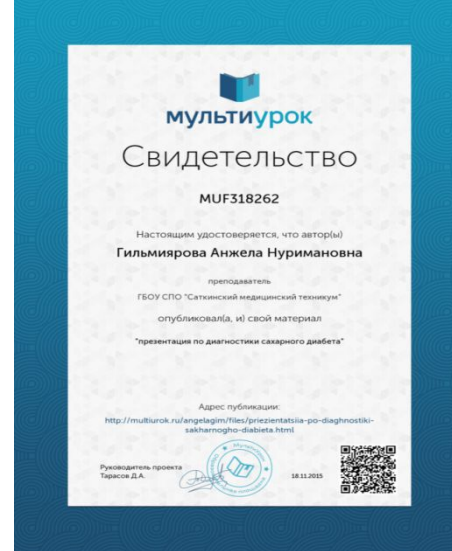 мультиурок
Свидетельство
MUF318262
Настоящим удостоверяется, что автор(ы)
Гильмиярова Анжела Нуримановна
преподаватель
ГБОУ СПО "Саткинский медицинский техникум"
опубликовал(а, и) свой материал
"презентация по диагностики сахарного диабета"
Адрес публикации:
http://multiurok.ru/angelagim/files/priezientatsiia-po-diaghnostiki-
sakharnogho-diabieta.html
Руководитель проекта
Тарасов Д.А.
18.11.2015